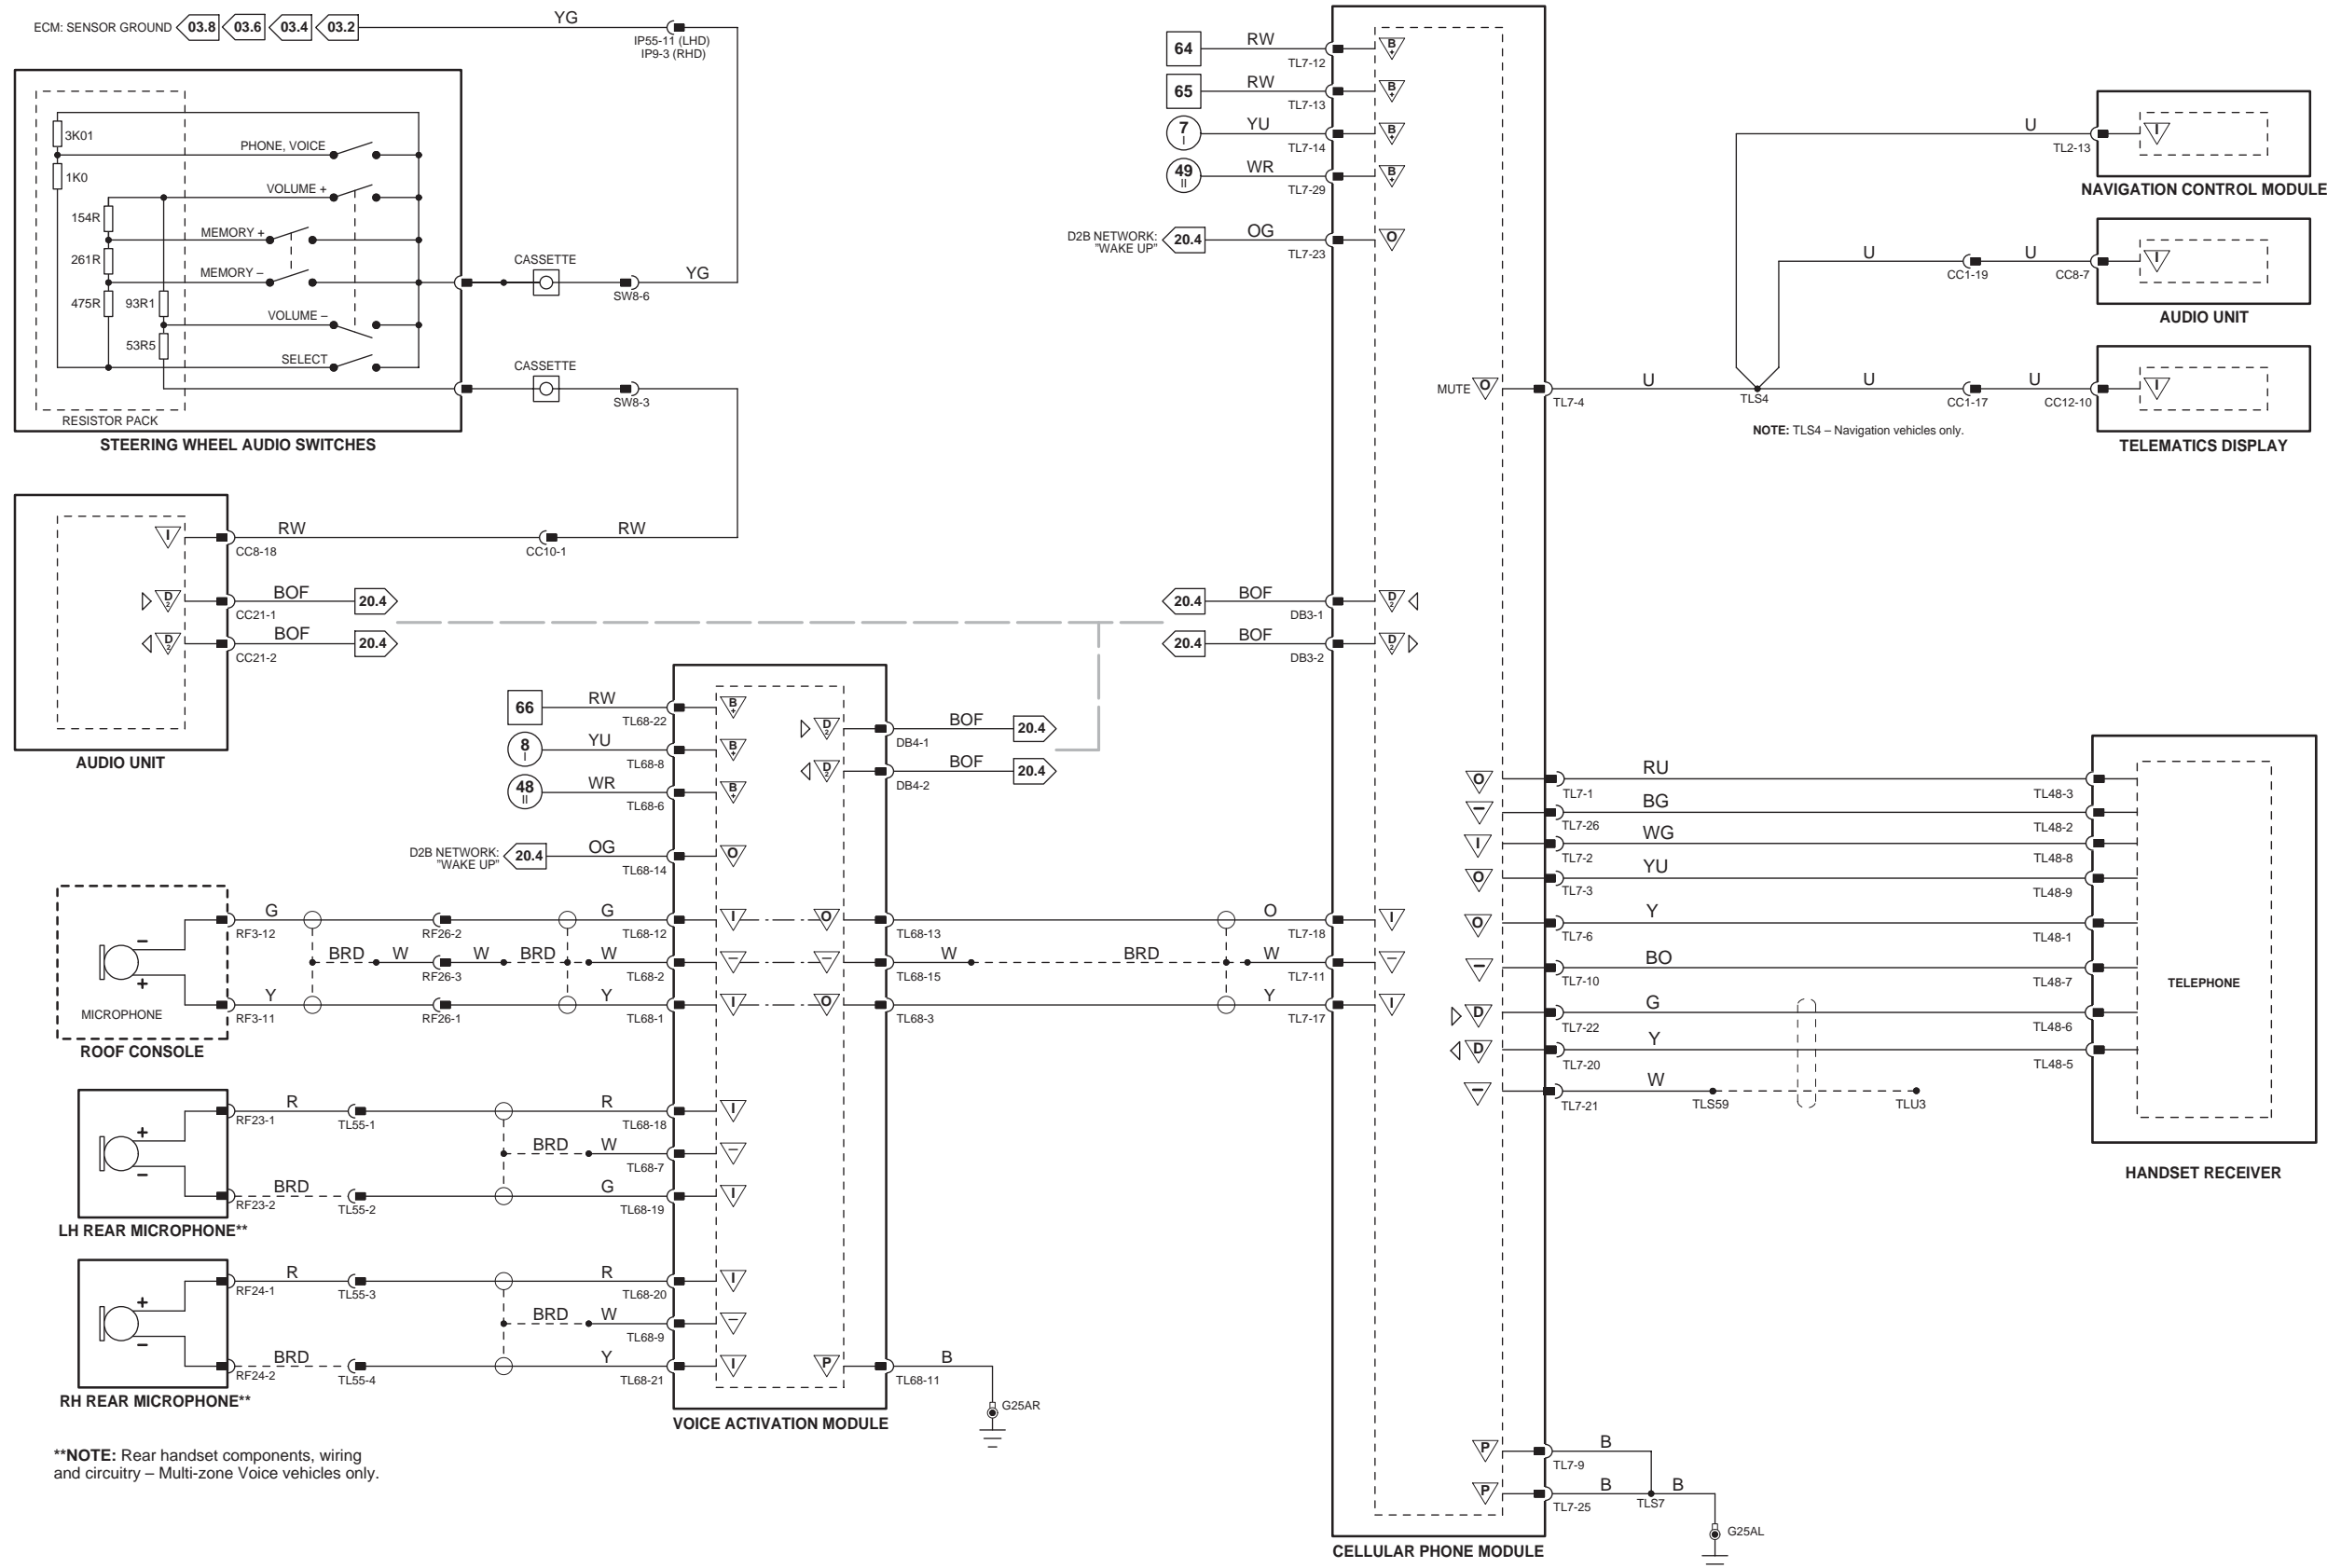 ECM: SENSOR GROUND 03.8 03.6 03.4 03.2
YG
IP55-11 (LHD)
IP9-3 (RHD)
3K01
1K0
154R
261R
475R
93R1
53R5
PHONE, VOICE
VOLUME +
MEMORY +
MEMORY –
VOLUME –
SELECT
RESISTOR PACK
STEERING WHEEL AUDIO SWITCHES
CASSETTE
SW8-6
YG
CASSETTE
SW8-3
I
CC8-18
RW
CC10-1
RW
D2
CC21-1
BOF
20.4
D2
CC21-2
BOF
20.4
AUDIO UNIT
66
RW
TL68-22
B+
8
I
YU
TL68-8
B+
48
II
WR
TL68-6
B+
D2B NETWORK:
"WAKE UP"
20.4
OG
TL68-14
O
D2
DB4-1
BOF
20.4
D2
DB4-2
BOF
20.4
MICROPHONE
–
+
ROOF CONSOLE
RF3-12
G
RF26-2
G
TL68-12
I
O
TL68-13
O
TL7-18
I
BRD
W
RF26-3
W
BRD
W
TL68-2
–
–
TL68-15
W
BRD
W
TL7-11
–
RF3-11
Y
RF26-1
Y
TL68-1
I
O
TL68-3
Y
TL7-17
I
+
–
LH REAR MICROPHONE**
RF23-1
R
TL55-1
R
TL68-18
I
BRD
W
TL68-7
–
RF23-2
BRD
TL55-2
G
TL68-19
I
+
–
RH REAR MICROPHONE**
RF24-1
R
TL55-3
R
TL68-20
I
BRD
W
TL68-9
–
RF24-2
BRD
TL55-4
Y
TL68-21
I
P
TL68-11
B
G25AR
VOICE ACTIVATION MODULE
**NOTE: Rear handset components, wiring
and circuitry – Multi-zone Voice vehicles only.
64
RW
TL7-12
B+
65
RW
TL7-13
B+
7
I
YU
TL7-14
B+
49
II
WR
TL7-29
B+
D2B NETWORK:
"WAKE UP"
20.4
OG
TL7-23
O
20.4
BOF
DB3-1
D2
20.4
BOF
DB3-2
D2
MUTE O
TL7-4
U
TLS4
U
CC1-17
U
CC12-10
I
TELEMATICS DISPLAY
NOTE: TLS4 – Navigation vehicles only.
U
TL2-13
I
NAVIGATION CONTROL MODULE
U
CC1-19
U
CC8-7
I
AUDIO UNIT
O
TL7-1
RU
TL48-3
–
TL7-26
BG
TL48-2
I
TL7-2
WG
TL48-8
O
TL7-3
YU
TL48-9
O
TL7-6
Y
TL48-1
–
TL7-10
BO
TL48-7
D
TL7-22
G
TL48-6
D
TL7-20
Y
TL48-5
–
TL7-21
W
TLS59
TLU3
TELEPHONE
HANDSET RECEIVER
P
TL7-9
B
P
TL7-25
B
TLS7
B
G25AL
CELLULAR PHONE MODULE